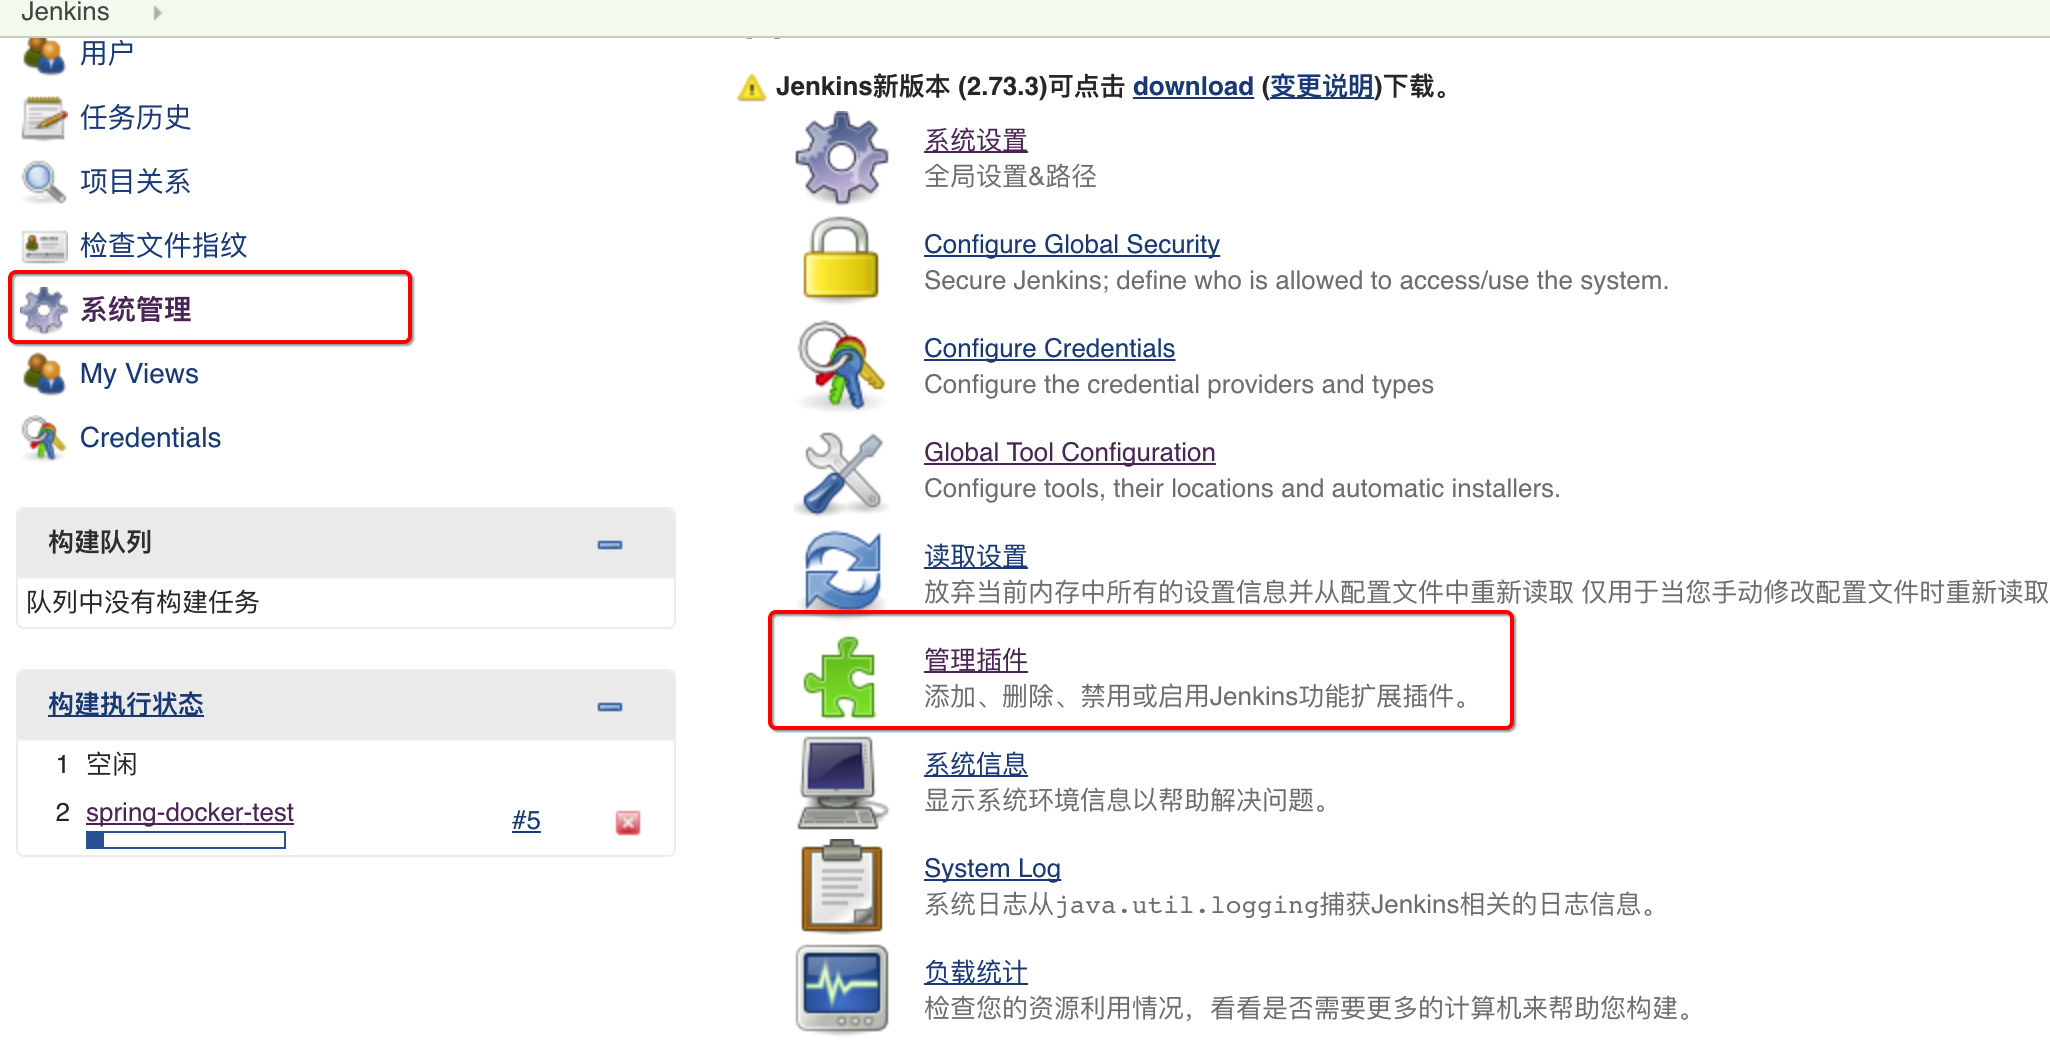 Jenkins
用户
任务历史
项目关系
检查文件指纹
系统管理
My Views
Credentials
构建队列
队列中没有构建任务
构建执行状态
1 空闲
2 spring-docker-test #5
Jenkins新版本 (2.73.3)可点击 download (变更说明)下载。
系统设置
全局设置&路径
Configure Global Security
Secure Jenkins; define who is allowed to access/use the system.
Configure Credentials
Configure the credential providers and types
Global Tool Configuration
Configure tools, their locations and automatic installers.
读取设置
放弃当前内存中所有的设置信息并从配置文件中重新读取 仅用于当您手动修改配置文件时重新读取
管理插件
添加、删除、禁用或启用Jenkins功能扩展插件。
系统信息
显示系统环境信息以帮助解决问题。
System Log
系统日志从java.util.logging捕获Jenkins相关的日志信息。
负载统计
检查您的资源利用情况，看看是否需要更多的计算机来帮助您构建。